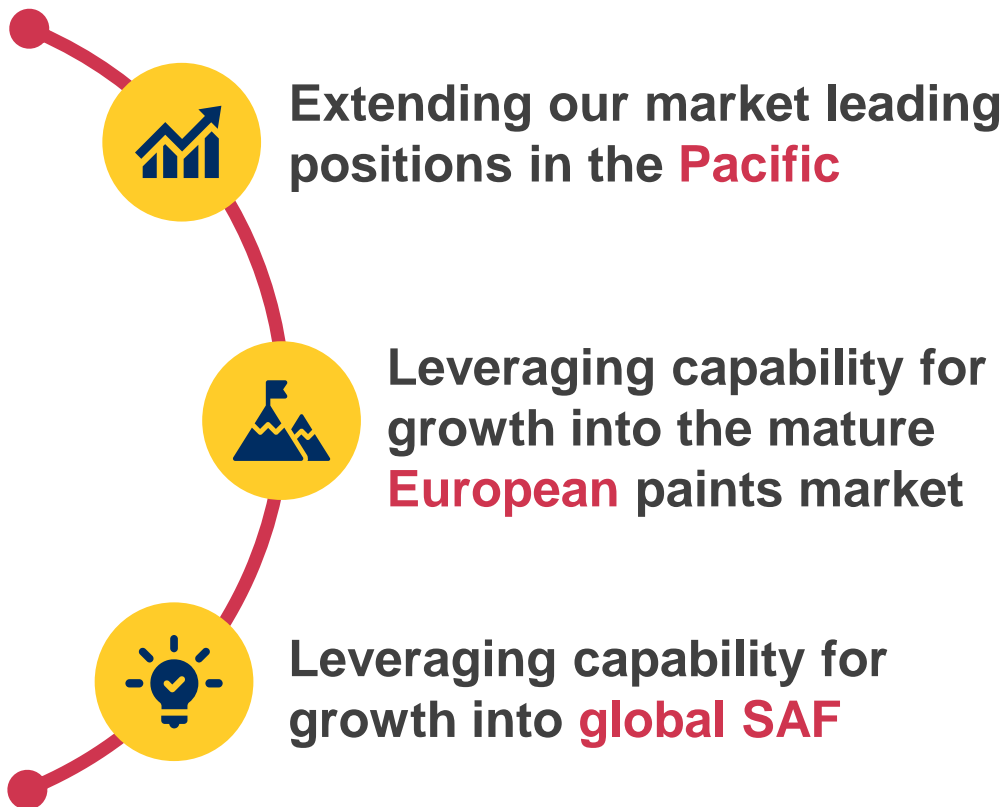 Extending our market leading
positions in the Pacific
Leveraging capability for
growth into the mature
European paints market
Leveraging capability for
growth into global SAF